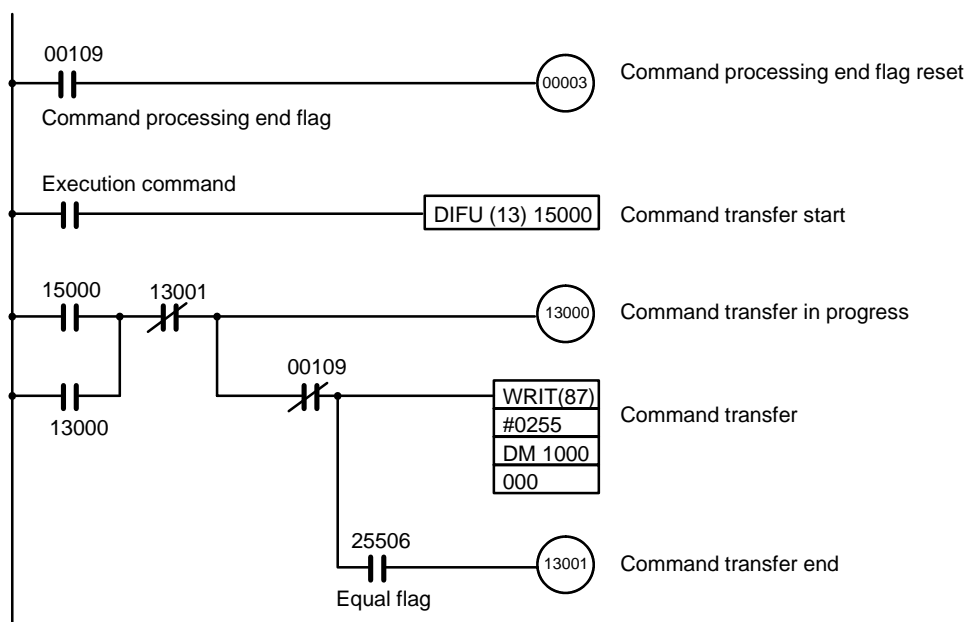 00109
00003
Command processing end flag reset
Command processing end flag
Execution command
DIFU (13) 15000
Command transfer start
15000
13001
13000
Command transfer in progress
13000
00109
WRIT(87)
#0255
DM 1000
000
Command transfer
25506
13001
Command transfer end
Equal flag